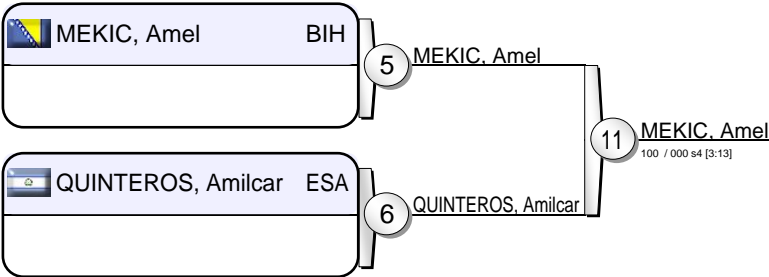 MEKIC, Amel BIH
5
MEKIC, Amel
11
MEKIC, Amel
100 / 000 s4 [3:13]
QUINTEROS, Amilcar ESA
6
QUINTEROS, Amilcar